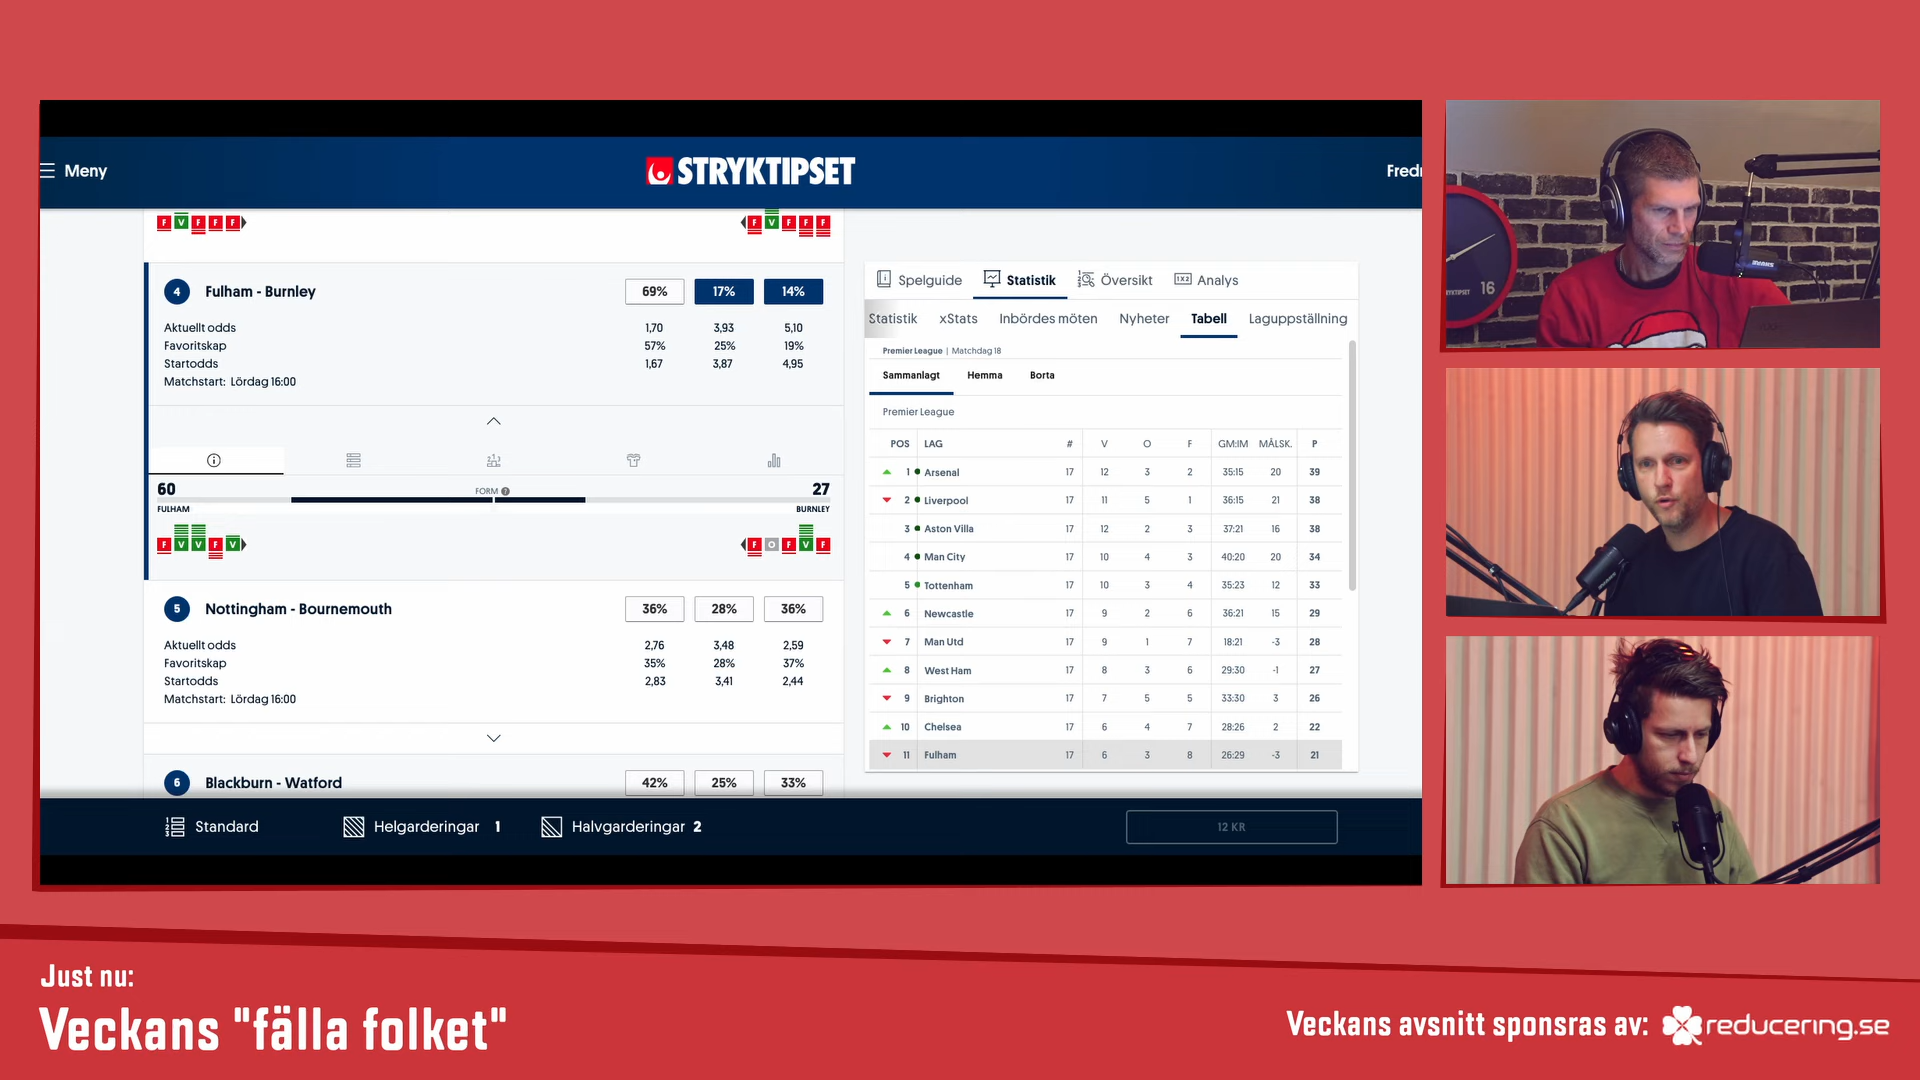 Meny
STRYKTIPSET
Fredr
F V F F F
F V F F F
4 Fulham - Burnley 69% 17% 14%
Aktuellt odds 1,70 3,93 5,10
Favoritskap 57% 25% 19%
Startodds 1,67 3,87 4,95
Matchstart: Lördag 16:00
60 FORM ? 27
FULHAM BURNLEY
F V V F V
F O F V F
5 Nottingham - Bournemouth 36% 28% 36%
Aktuellt odds 2,76 3,48 2,59
Favoritskap 35% 28% 37%
Startodds 2,83 3,41 2,44
Matchstart: Lördag 16:00
6 Blackburn - Watford 42% 25% 33%
Spelguide Statistik Översikt Analys
Statistik xStats Inbördes möten Nyheter Tabell Laguppställning
Premier League | Matchdag 18
Sammanlagt Hemma Borta
Premier League
POS LAG # V O F GM:IM MÅLSK. P
1 Arsenal 17 12 3 2 35:15 20 39
2 Liverpool 17 11 5 1 36:15 21 38
3 Aston Villa 17 12 2 3 37:21 16 38
4 Man City 17 10 4 3 40:20 20 34
5 Tottenham 17 10 3 4 35:23 12 33
6 Newcastle 17 9 2 6 36:21 15 29
7 Man Utd 17 9 1 7 18:21 -3 28
8 West Ham 17 8 3 6 29:30 -1 27
9 Brighton 17 7 5 5 33:30 3 26
10 Chelsea 17 6 4 7 28:26 2 22
11 Fulham 17 6 3 8 26:29 -3 21
Standard Helgarderingar 1 Halvgarderingar 2 12 KR
16
Just nu:
Veckans "fälla folket"
Veckans avsnitt sponsras av: reducering.se